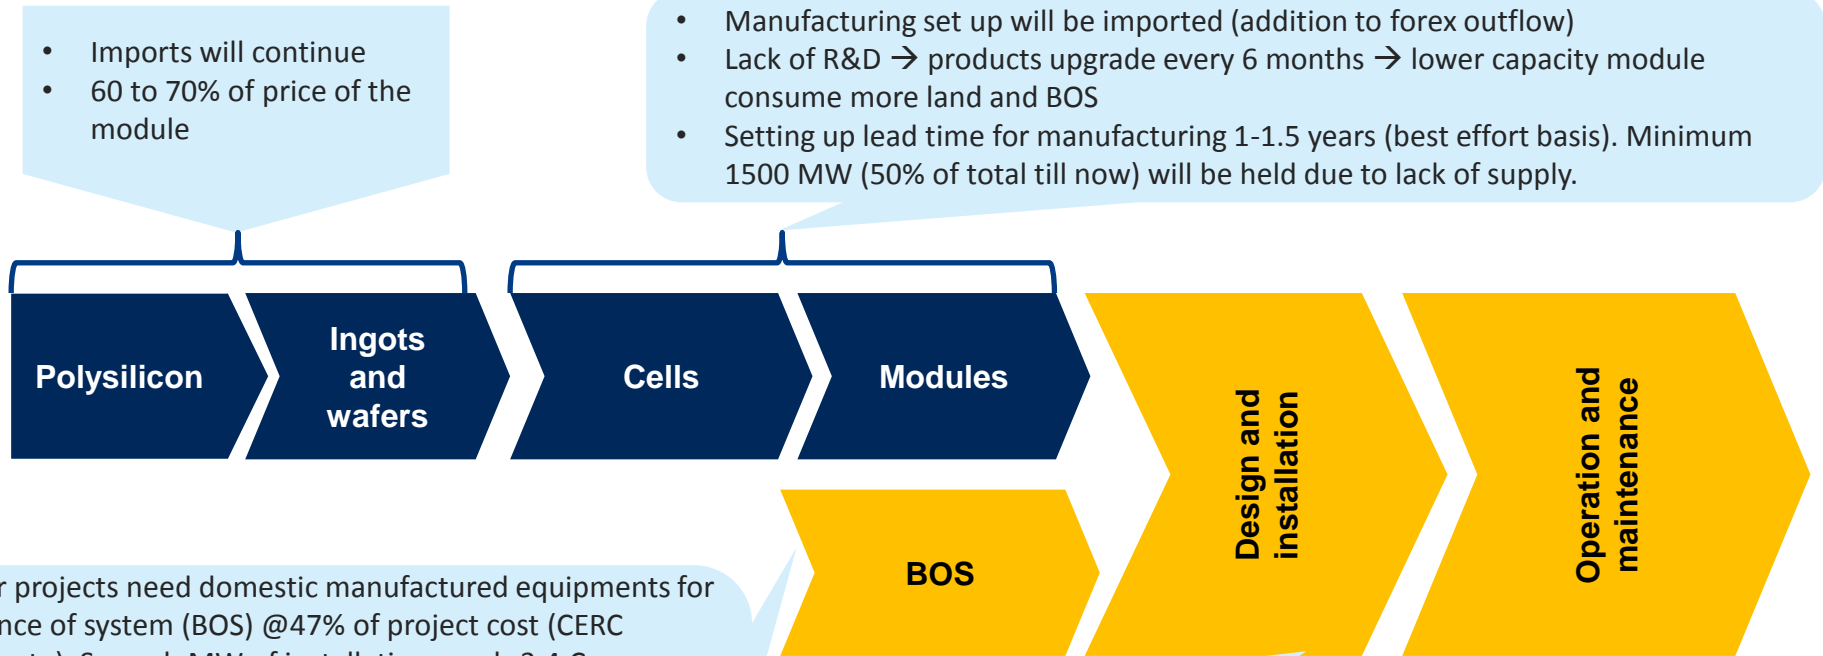 • Imports will continue
• 60 to 70% of price of the
module
• Manufacturing set up will be imported (addition to forex outflow)
• Lack of R&D → products upgrade every 6 months → lower capacity module
consume more land and BOS
• Setting up lead time for manufacturing 1-1.5 years (best effort basis). Minimum
1500 MW (50% of total till now) will be held due to lack of supply.
Polysilicon
Ingots
and
wafers
Cells
Modules
Design and
installation
Operation and
maintenance
BOS
projects need domestic manufactured equipments for
of system (BOS) @47% of project cost (CERC